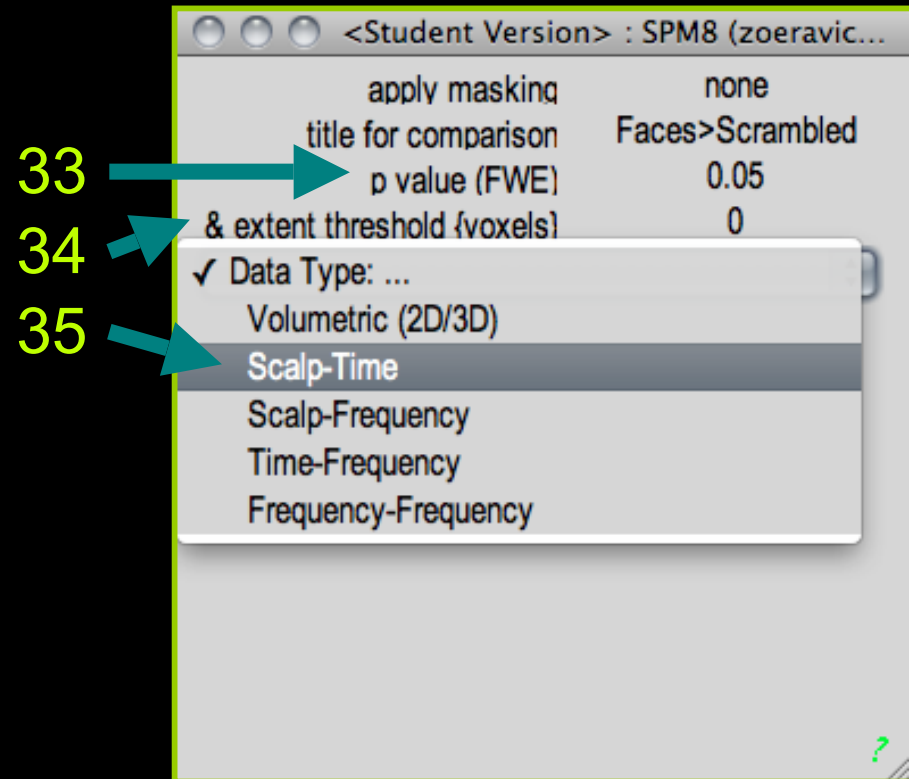 <Student Version> : SPM8 (zoeravic...
apply masking none
title for comparison Faces>Scrambled
33 p value (FWE) 0.05
34 & extent threshold {voxels} 0
✓ Data Type: ...
35 Volumetric (2D/3D)
Scalp-Time
Scalp-Frequency
Time-Frequency
Frequency-Frequency
?